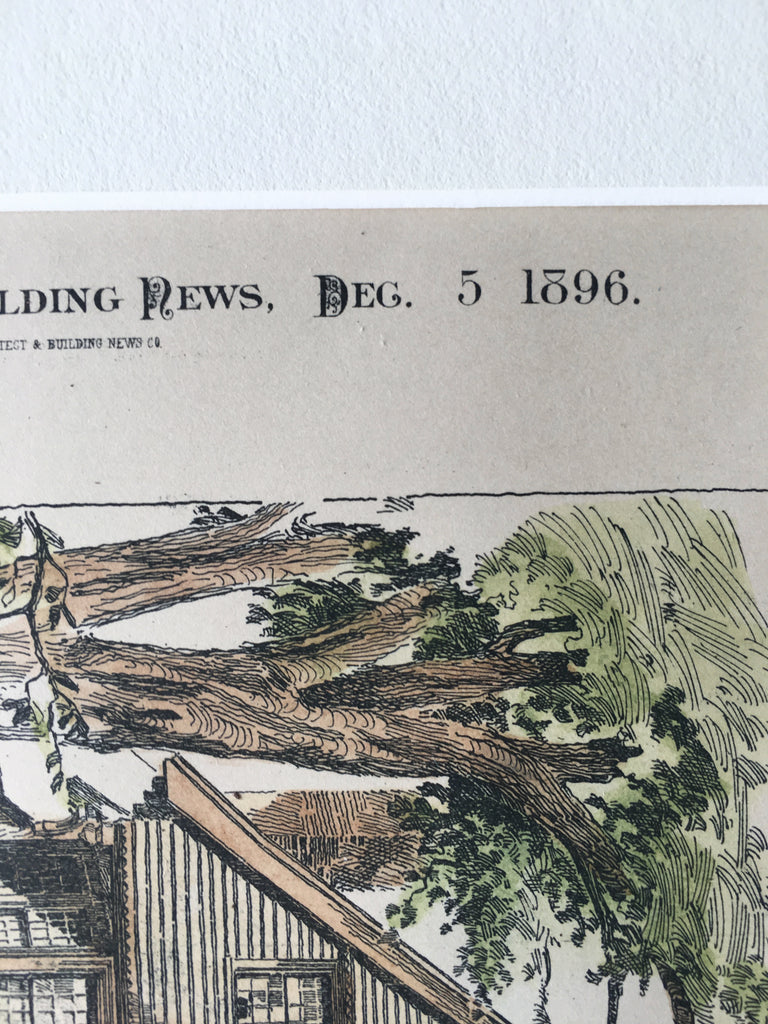 LDING NEWS, DEC. 5 1896.
TECT & BUILDING NEWS CO.